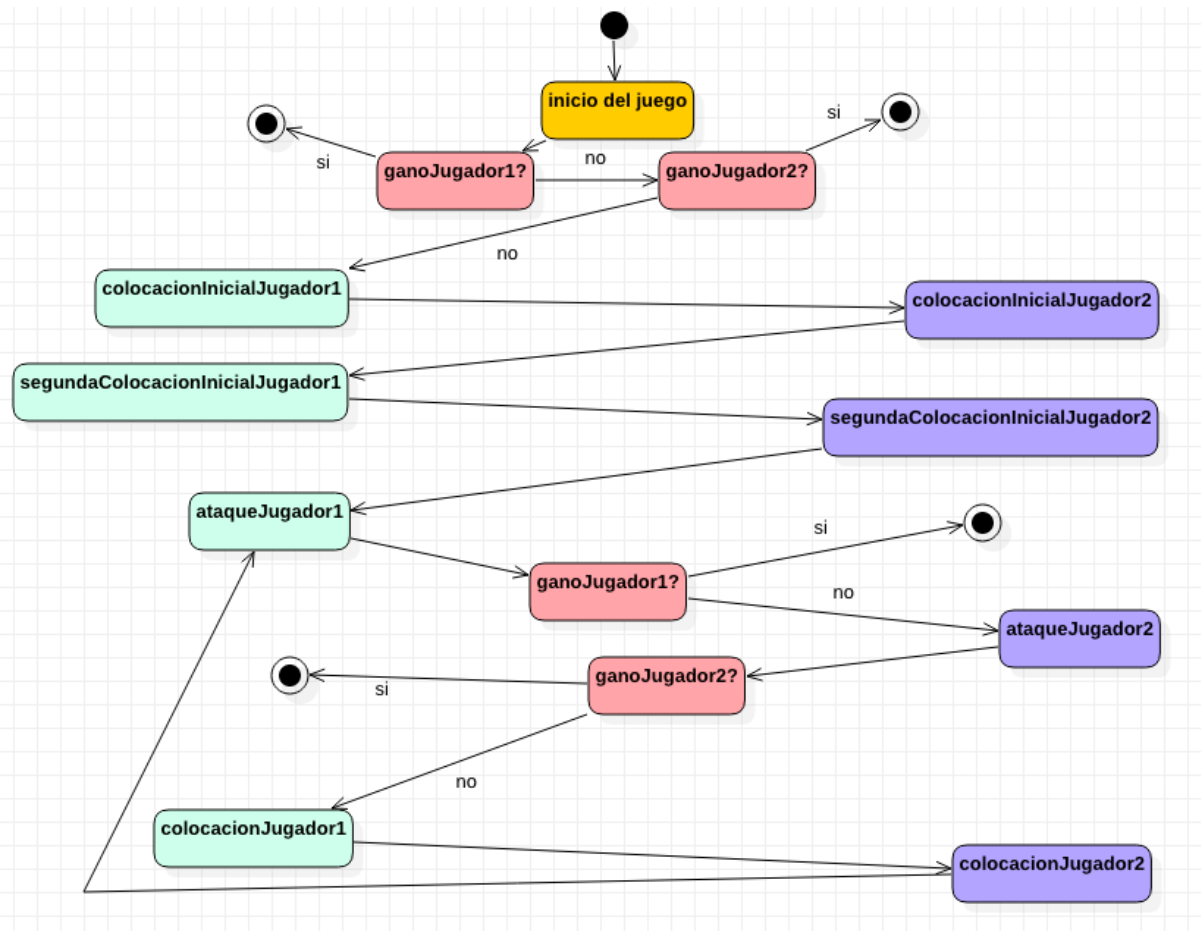 inicio del juego
si
si
ganoJugador1?
no
ganoJugador2?
no
colocacionInicialJugador1
colocacionInicialJugador2
segundaColocacionInicialJugador1
segundaColocacionInicialJugador2
ataqueJugador1
si
ganoJugador1?
no
ataqueJugador2
ganoJugador2?
si
no
colocacionJugador1
colocacionJugador2